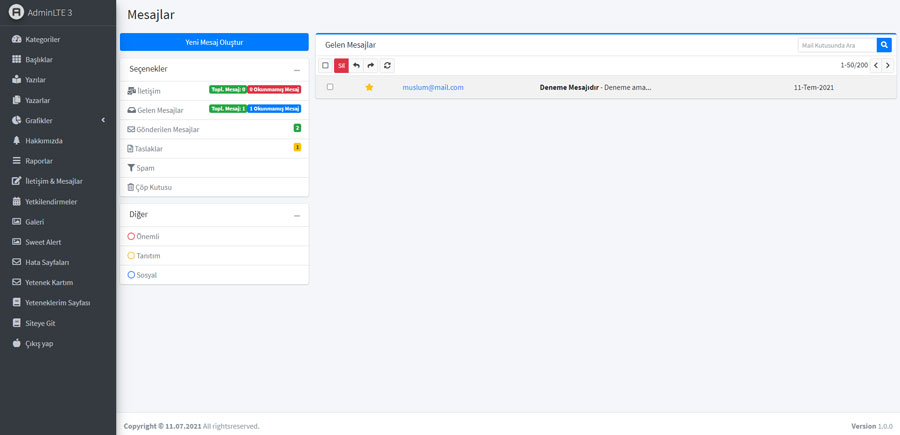 AdminLTE 3
Kategoriler
Başlıklar
Yazılar
Yazarlar
Grafikler
Hakkımızda
Raporlar
İletişim & Mesajlar
Yetkilendirmeler
Galeri
Sweet Alert
Hata Sayfaları
Yetenek Kartım
Yeteneklerim Sayfası
Siteye Git
Çıkış yap
Mesajlar
Yeni Mesaj Oluştur
Seçenekler
İletişim Topl. Mesaj: 0 0 Okunmamış Mesaj
Gelen Mesajlar Topl. Mesaj: 1 1 Okunmamış Mesaj
Gönderilen Mesajlar 2
Taslaklar 3
Spam
Çöp Kutusu
Diğer
Önemli
Tanıtım
Sosyal
Gelen Mesajlar
Mail Kutusunda Ara
Sil
1-50/200
muslum@mail.com Deneme Mesajıdır - Deneme ama... 11-Tem-2021
Copyright © 11.07.2021 All rightsreserved.
Version 1.0.0